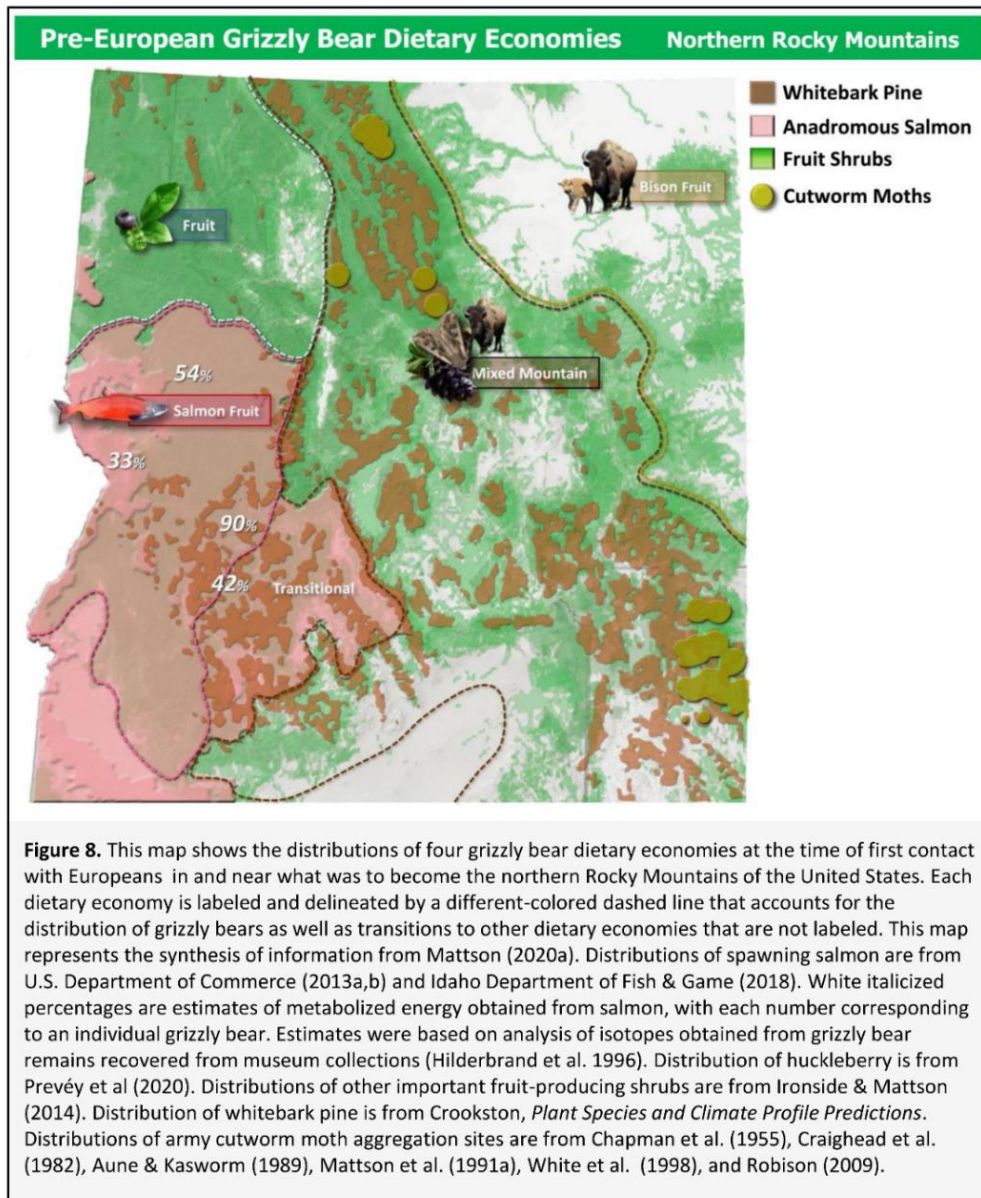 Pre-European Grizzly Bear Dietary Economies Northern Rocky Mountains
Whitebark Pine
Anadromous Salmon
Fruit Shrubs
Cutworm Moths
Bison Fruit
Fruit
Mixed Mountain
54%
Salmon Fruit
33%
90%
42%
Transitional
Figure 8. This map shows the distributions of four grizzly bear dietary economies at the time of first contact
with Europeans in and near what was to become the northern Rocky Mountains of the United States. Each
dietary economy is labeled and delineated by a different-colored dashed line that accounts for the
distribution of grizzly bears as well as transitions to other dietary economies that are not labeled. This map
represents the synthesis of information from Mattson (2020a). Distributions of spawning salmon are from
U.S. Department of Commerce (2013a,b) and Idaho Department of Fish & Game (2018). White italicized
percentages are estimates of metabolized energy obtained from salmon, with each number corresponding
to an individual grizzly bear. Estimates were based on analysis of isotopes obtained from grizzly bear
remains recovered from museum collections (Hilderbrand et al. 1996). Distribution of huckleberry is from
Prevéy et al (2020). Distributions of other important fruit-producing shrubs are from Ironside & Mattson
(2014). Distribution of whitebark pine is from Crookston, Plant Species and Climate Profile Predictions.
Distributions of army cutworm moth aggregation sites are from Chapman et al. (1955), Craighead et al.
(1982), Aune & Kasworm (1989), Mattson et al. (1991a), White et al. (1998), and Robison (2009).